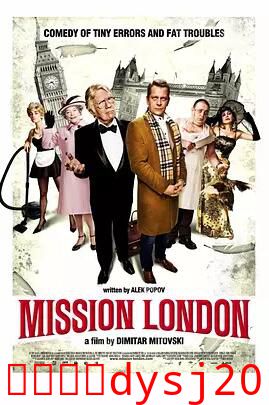 COMEDY OF TINY ERRORS AND FAT TROUBLES
written by ALEK POPOV
MISSION LONDON
a film by DIMITAR MITOVSKI
dysj20